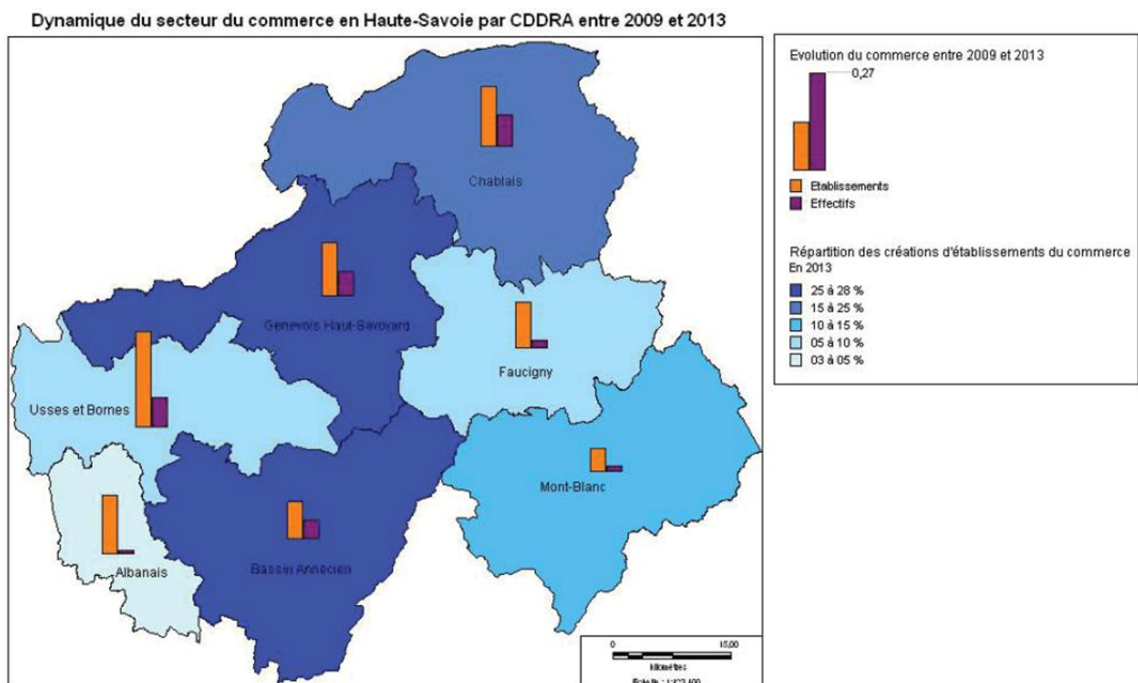 Dynamique du secteur du commerce en Haute-Savoie par CDDRA entre 2009 et 2013
Evolution du commerce entre 2009 et 2013
0,27
Etablissements
Effectifs
Répartition des créations d'établissements du commerce
En 2013
25 à 28 %
15 à 25 %
10 à 15 %
05 à 10 %
03 à 05 %
Chablais
Genevois Haut-Savoyard
Faucigny
Usses et Bornes
Mont-Blanc
Albanais
Bassin Annécien
0
kilomètres